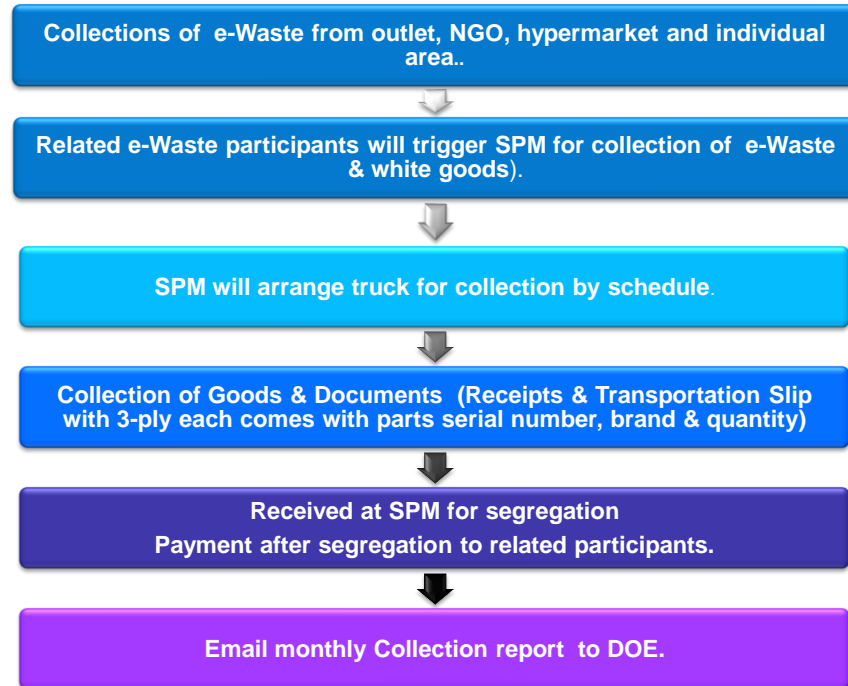 Collections of e-Waste from outlet, NGO, hypermarket and individual
area..
Related e-Waste participants will trigger SPM for collection of e-Waste
& white goods).
SPM will arrange truck for collection by schedule.
Collection of Goods & Documents (Receipts & Transportation Slip
with 3-ply each comes with parts serial number, brand & quantity)
Received at SPM for segregation
Payment after segregation to related participants.
Email monthly Collection report to DOE.